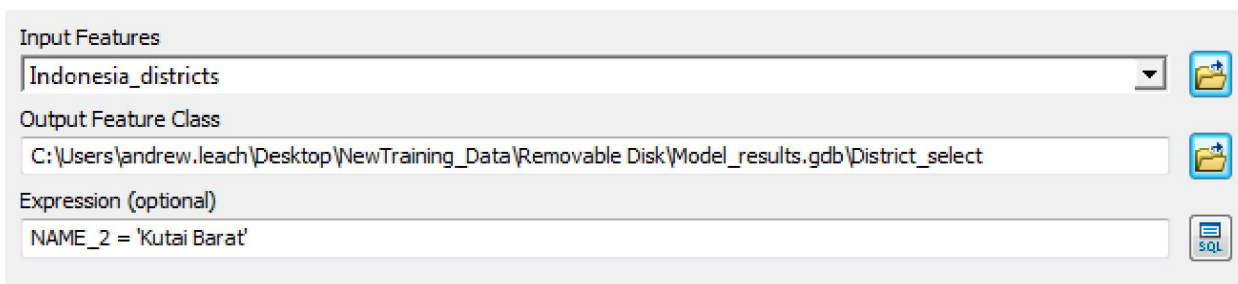 Input Features
Indonesia_districts
Output Feature Class
C:\Users\andrew.leach\Desktop\NewTraining_Data\Removable Disk\Model_results.gdb\District_select
Expression (optional)
NAME_2 = 'Kutai Barat'
SQL